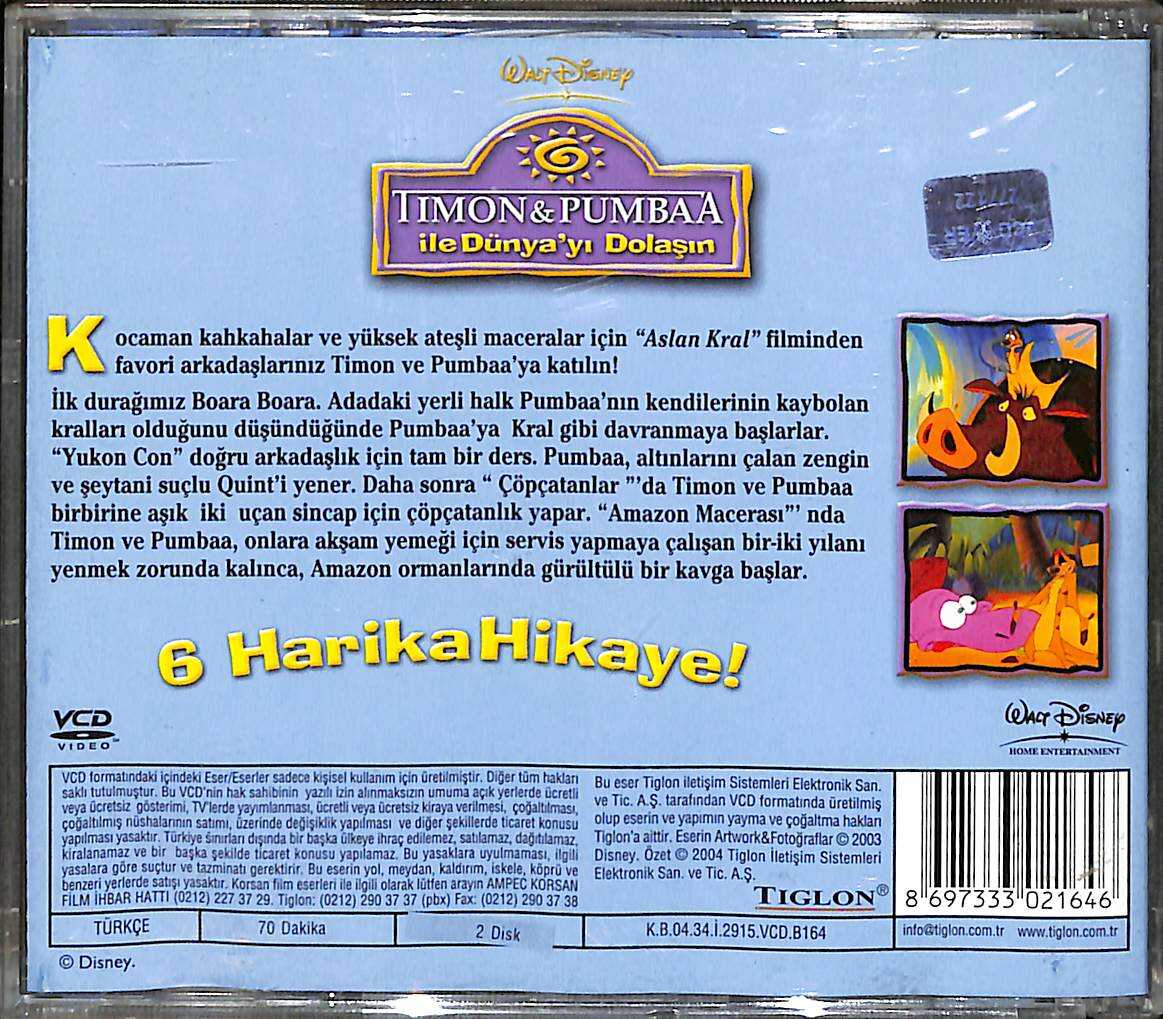 WALT DISNEY
TIMON & PUMBAA
ile Dünya'yı Dolaşın
Kocaman kahkahalar ve yüksek ateşli maceralar için “Aslan Kral” filminden
favori arkadaşlarınız Timon ve Pumbaa'ya katılın!
İlk durağımız Boara Boara. Adadaki yerli halk Pumbaa'nın kendilerinin kaybolan
kralları olduğunu düşündüğünde Pumbaa'ya Kral gibi davranmaya başlarlar.
“Yukon Con” doğru arkadaşlık için tam bir ders. Pumbaa, altınlarını çalan zengin
ve şeytani suçlu Quint'i yener. Daha sonra “ Çöpçatanlar ”'da Timon ve Pumbaa
birbirine aşık iki uçan sincap için çöpçatanlık yapar. “Amazon Macerası”' nda
Timon ve Pumbaa, onlara akşam yemeği için servis yapmaya çalışan bir-iki yılanı
yenmek zorunda kalınca, Amazon ormanlarında gürültülü bir kavga başlar.
6 Harika Hikaye!
VCD
VIDEO™
WALT DISNEY
HOME ENTERTAINMENT
VCD formatındaki içindeki Eser/Eserler sadece kişisel kullanım için üretilmiştir. Diğer tüm hakları
saklı tutulmuştur. Bu VCD'nin hak sahibinin yazılı izin alınmaksızın umuma açık yerlerde ücretli
veya ücretsiz gösterimi, TV'lerde yayımlanması, ücretli veya ücretsiz kiraya verilmesi, çoğaltılması,
çoğaltılmış nüshalarının satımı, üzerinde değişiklik yapılması ve diğer şekillerde ticaret konusu
yapılması yasaktır. Türkiye Sınırları dışında bir başka ülkeye ihraç edilemez, satılamaz, dağıtılamaz,
kiralanamaz ve bir başka şekilde ticaret konusu yapılamaz. Bu yasaklara uyulmaması, ilgili
yasalara göre suçtur ve tazminatı gerektirir. Bu eserin yol, meydan, kaldırım, iskele, köprü ve
benzeri yerlerde satışı yasaktır. Korsan film eserleri ile ilgili olarak lütfen arayın AMPEC KORSAN
FİLM İHBAR HATTI (0212) 227 37 29. Tiglon: (0212) 290 37 37 (pbx) Fax: (0212) 290 37 38
Bu eser Tiglon iletişim Sistemleri Elektronik San.
ve Tic. A.Ş. tarafından VCD formatında üretilmiş
olup eserin ve yapımın yayma ve çoğaltma hakları
Tiglon'a aittir. Eserin Artwork&Fotoğraflar © 2003
Disney. Özet © 2004 Tiglon İletişim Sistemleri
Elektronik San. ve Tic. A.Ş.
TIGLON®
8 697333 021646
TÜRKÇE
70 Dakika
2 Disk
K.B.04.34.İ.2915.VCD.B164
info@tiglon.com.tr www.tiglon.com.tr
© Disney.